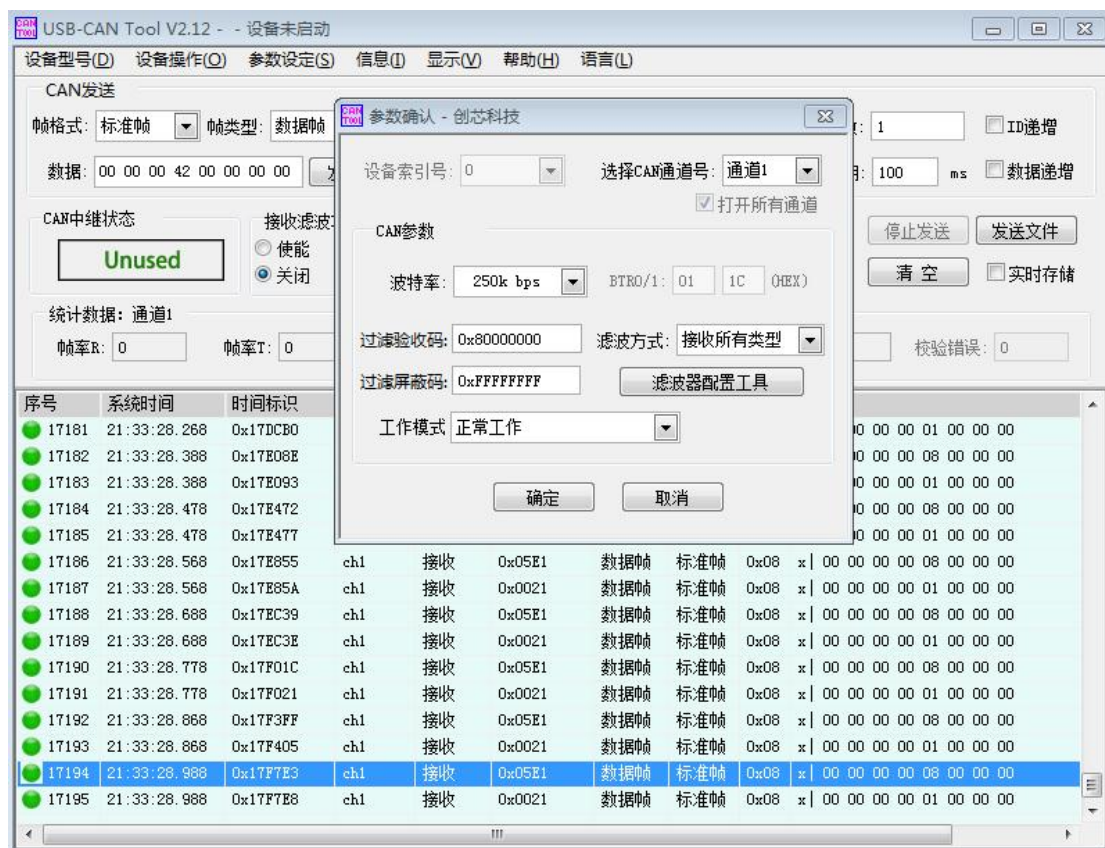 USB-CAN Tool V2.12 - - 设备未启动
设备型号(D) 设备操作(O) 参数设定(S) 信息(I) 显示(V) 帮助(H) 语言(L)
CAN发送
帧格式: 标准帧 帧类型: 数据帧 1 ID递增
数据: 00 00 00 42 00 00 00 00 100 ms 数据递增
CAN中继状态
Unused
接收滤波
使能
关闭
停止发送 发送文件
清空 实时存储
统计数据: 通道1
帧率R: 0 帧率T: 0 校验错误: 0
CAN TOOL 参数确认 - 创芯科技
设备索引号: 0 选择CAN通道号: 通道1
打开所有通道
CAN参数
波特率: 250k bps BTR0/1: 01 1C (HEX)
过滤验收码: 0x80000000 滤波方式: 接收所有类型
过滤屏蔽码: 0xFFFFFFFF 滤波器配置工具
工作模式 正常工作
确定 取消
序号 系统时间 时间标识
17181 21:33:28.268 0x17DCB0 00 00 00 01 00 00 00
17182 21:33:28.388 0x17E08E 00 00 00 08 00 00 00
17183 21:33:28.388 0x17E093 00 00 00 01 00 00 00
17184 21:33:28.478 0x17E472 00 00 00 08 00 00 00
17185 21:33:28.478 0x17E477 00 00 00 01 00 00 00
17186 21:33:28.568 0x17E855 ch1 接收 0x05E1 数据帧 标准帧 0x08 x| 00 00 00 00 08 00 00 00
17187 21:33:28.568 0x17E85A ch1 接收 0x0021 数据帧 标准帧 0x08 x| 00 00 00 00 01 00 00 00
17188 21:33:28.688 0x17EC39 ch1 接收 0x05E1 数据帧 标准帧 0x08 x| 00 00 00 00 08 00 00 00
17189 21:33:28.688 0x17EC3E ch1 接收 0x0021 数据帧 标准帧 0x08 x| 00 00 00 00 01 00 00 00
17190 21:33:28.778 0x17F01C ch1 接收 0x05E1 数据帧 标准帧 0x08 x| 00 00 00 00 08 00 00 00
17191 21:33:28.778 0x17F021 ch1 接收 0x0021 数据帧 标准帧 0x08 x| 00 00 00 00 01 00 00 00
17192 21:33:28.868 0x17F3FF ch1 接收 0x05E1 数据帧 标准帧 0x08 x| 00 00 00 00 08 00 00 00
17193 21:33:28.868 0x17F405 ch1 接收 0x0021 数据帧 标准帧 0x08 x| 00 00 00 00 01 00 00 00
17194 21:33:28.988 0x17F7E3 ch1 接收 0x05E1 数据帧 标准帧 0x08 x| 00 00 00 00 08 00 00 00
17195 21:33:28.988 0x17F7E8 ch1 接收 0x0021 数据帧 标准帧 0x08 x| 00 00 00 00 01 00 00 00